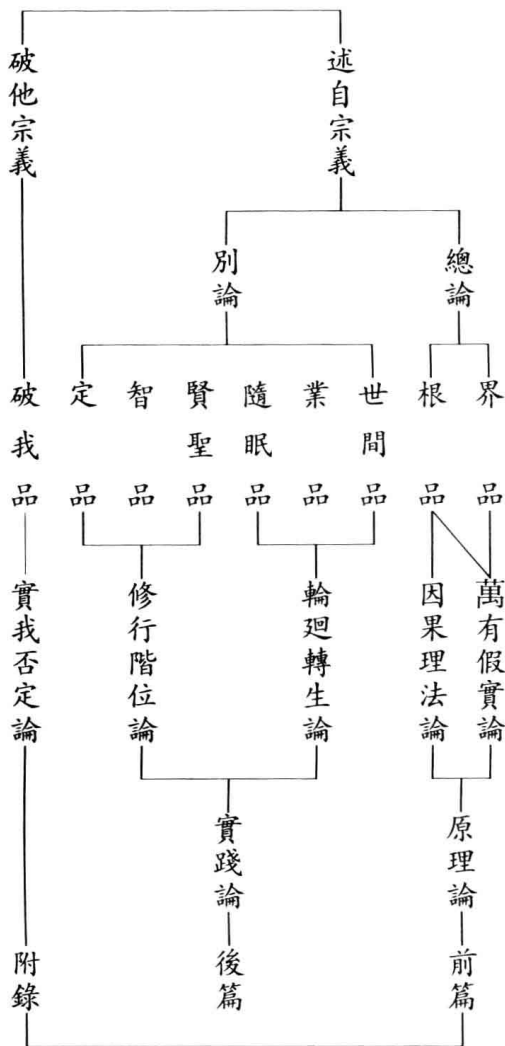 述自宗義
破他宗義
總論
別論
界品
根品
世間品
業品
隨眠品
賢聖品
智品
定品
破我品
萬有假實論
因果理法論
輪廻轉生論
修行階位論
實我否定論
原理論
實踐論
前篇
後篇
附錄